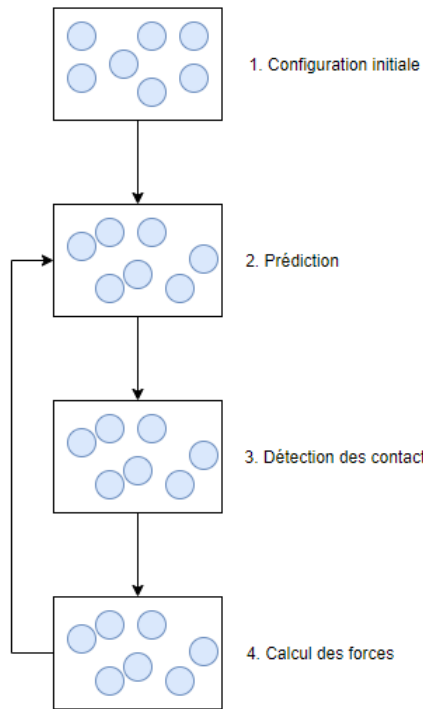 1. Configuration initiale
2. Prédiction
3. Détection des contact
4. Calcul des forces